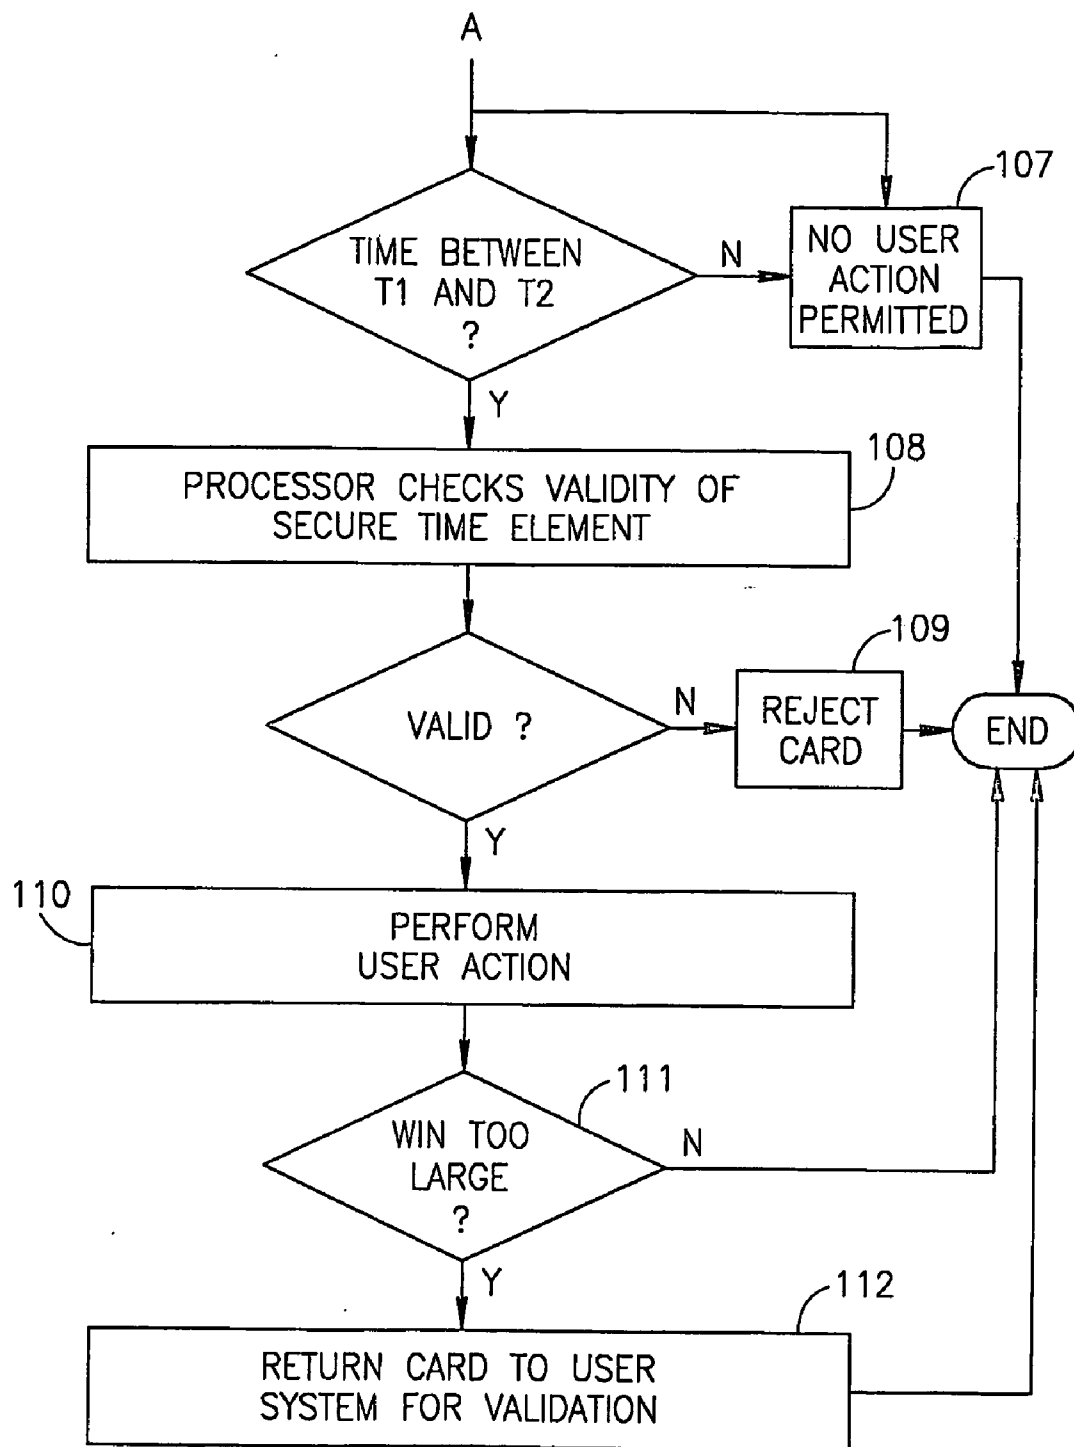 A
TIME BETWEEN
T1 AND T2
?
N
Y
107
NO USER
ACTION
PERMITTED
108
PROCESSOR CHECKS VALIDITY OF
SECURE TIME ELEMENT
VALID ?
N
Y
109
REJECT
CARD
END
110
PERFORM
USER ACTION
111
WIN TOO
LARGE
?
N
Y
112
RETURN CARD TO USER
SYSTEM FOR VALIDATION